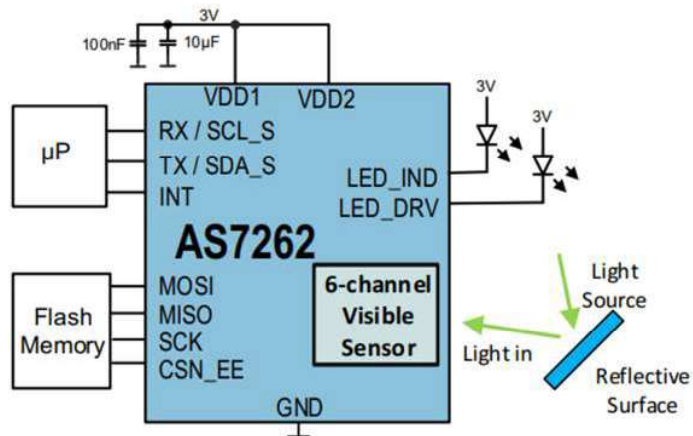 3V
100nF
10µF
VDD1
VDD2
3V
3V
µP
RX / SCL_S
TX / SDA_S
INT
LED_IND
LED_DRV
AS7262
Flash
Memory
MOSI
MISO
SCK
CSN_EE
6-channel
Visible
Sensor
Light
Source
Light in
Reflective
Surface
GND